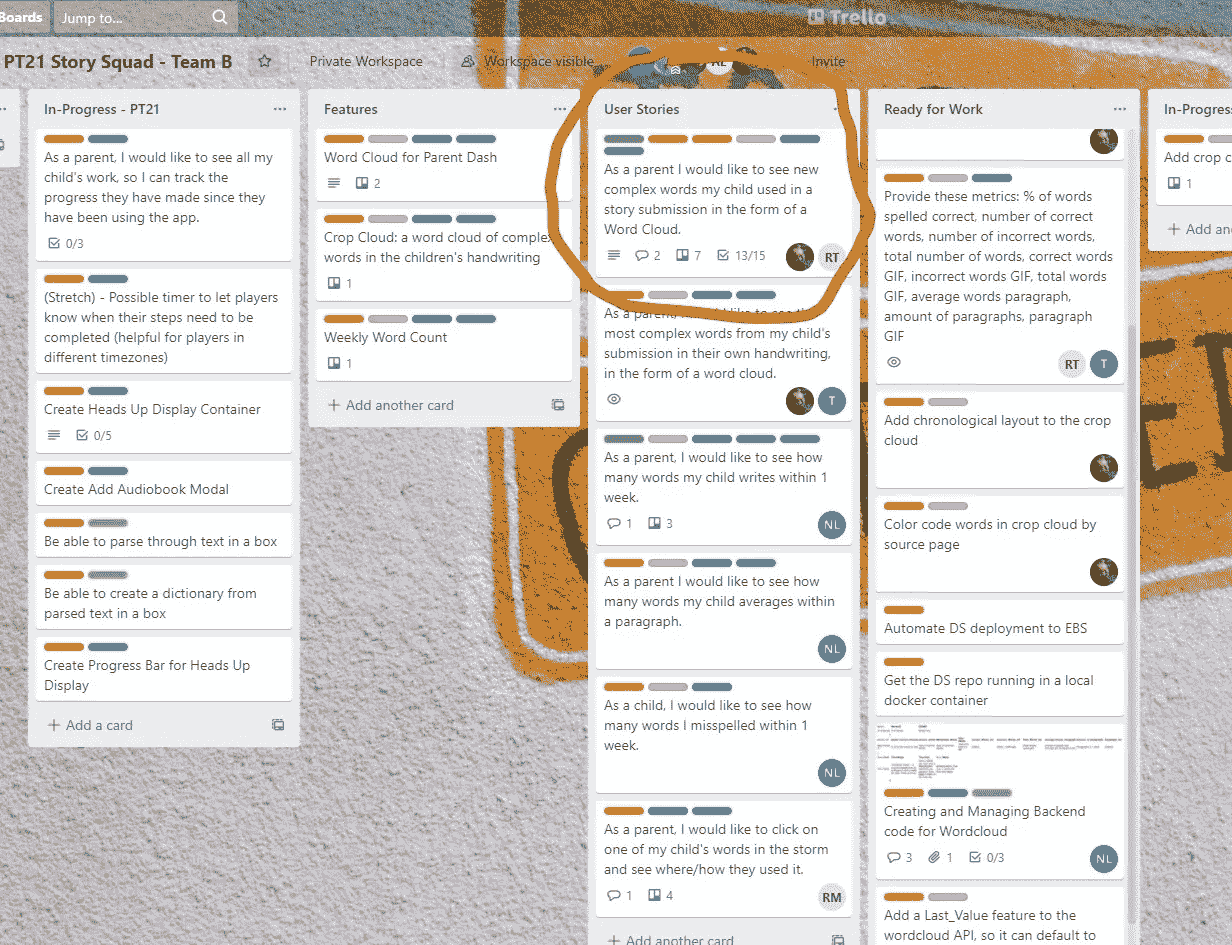 Boards
Jump to...
Trello
PT21 Story Squad - Team B
Private Workspace
Workspace visible
Invite
In-Progress - PT21
As a parent, I would like to see all my
child's work, so I can track the
progress they have made since they
have been using the app.
0/3
(Stretch) - Possible timer to let players
know when their steps need to be
completed (helpful for players in
different timezones)
Create Heads Up Display Container
0/5
Create Add Audiobook Modal
Be able to parse through text in a box
Be able to create a dictionary from
parsed text in a box
Create Progress Bar for Heads Up
Display
+ Add a card
Features
Word Cloud for Parent Dash
2
Crop Cloud: a word cloud of complex
words in the children's handwriting
1
Weekly Word Count
1
+ Add another card
User Stories
As a parent I would like to see new
complex words my child used in a
story submission in the form of a
Word Cloud.
2 7 13/15 RT
As a parent, I would like to see the
most complex words from my child's
submission in their own handwriting,
in the form of a word cloud.
T
As a parent, I would like to see how
many words my child writes within 1
week.
1 3 NL
As a parent I would like to see how
many words my child averages within
a paragraph.
NL
As a child, I would like to see how
many words I misspelled within 1
week.
NL
As a parent, I would like to click on
one of my child's words in the storm
and see where/how they used it.
1 4 RM
+ Add another card
Ready for Work
Provide these metrics: % of words
spelled correct, number of correct
words, number of incorrect words,
total number of words, correct words
GIF, incorrect words GIF, total words
GIF, average words paragraph,
amount of paragraphs, paragraph
GIF
RT T
Add chronological layout to the crop
cloud
Color code words in crop cloud by
source page
Automate DS deployment to EBS
Get the DS repo running in a local
docker container
Creating and Managing Backend
code for Wordcloud
3 1 0/3 NL
Add a Last_Value feature to the
wordcloud API, so it can default to
In-Progress
Add crop c
1
+ Add an